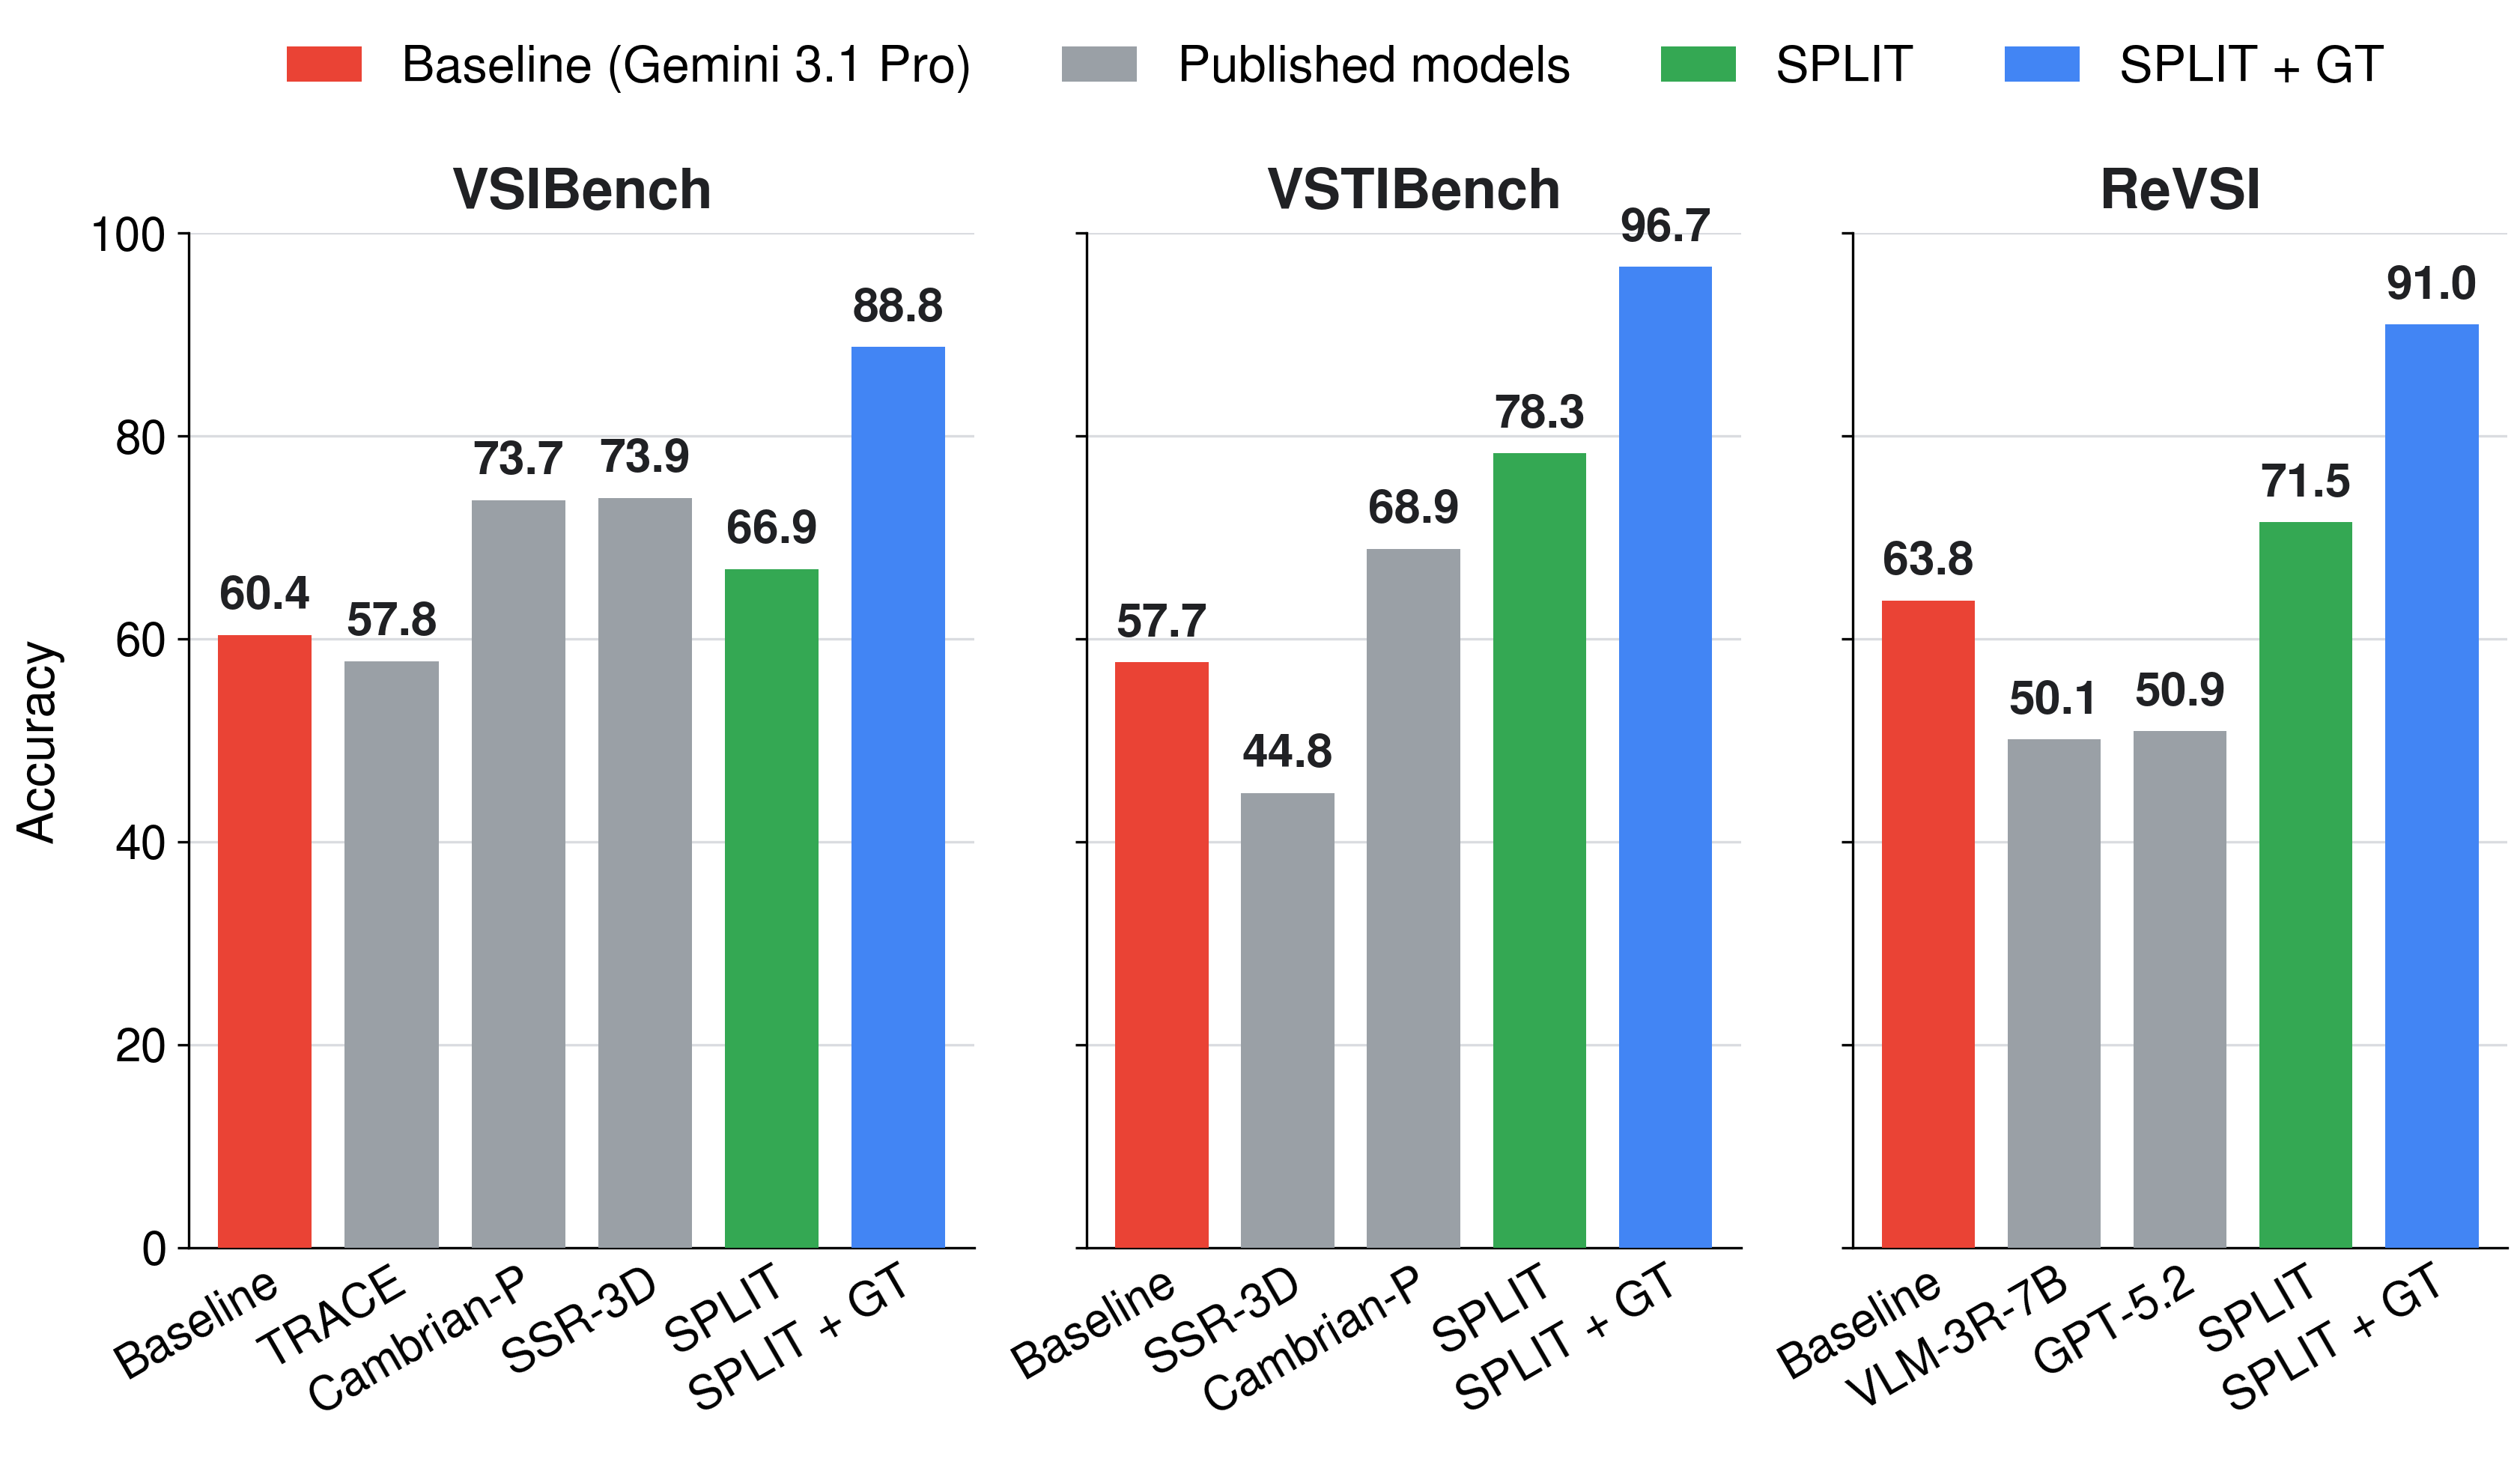 Baseline (Gemini 3.1 Pro) Published models SPLIT SPLIT + GT
VSIBench
Accuracy
100
80
60
40
20
0
60.4
57.8
73.7
73.9
66.9
88.8
Baseline
TRACE
Cambrian-P
SSR-3D
SPLIT
SPLIT + GT
VSTIBench
57.7
44.8
68.9
78.3
96.7
Baseline
SSR-3D
Cambrian-P
SPLIT
SPLIT + GT
ReVSI
63.8
50.1
50.9
71.5
91.0
Baseline
VLM-3R-7B
GPT-5.2
SPLIT
SPLIT + GT